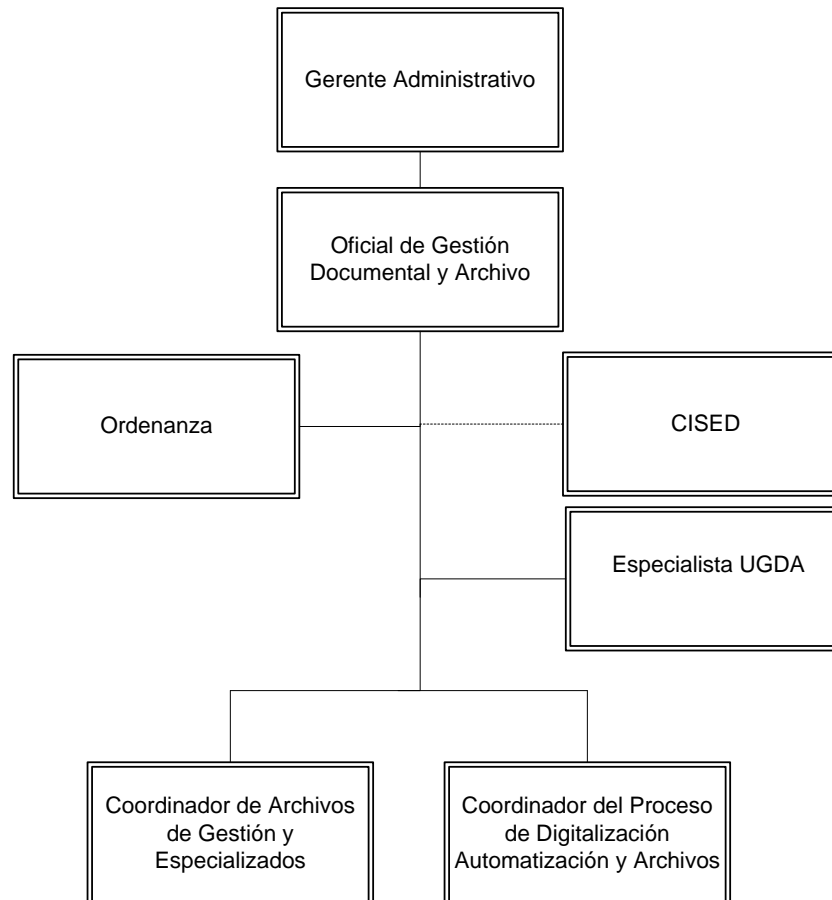 Gerente Administrativo
Oficial de Gestión
Documental y Archivo
Ordenanza
CISED
Especialista UGDA
Coordinador de Archivos
de Gestión y
Especializados
Coordinador del Proceso
de Digitalización
Automatización y Archivos